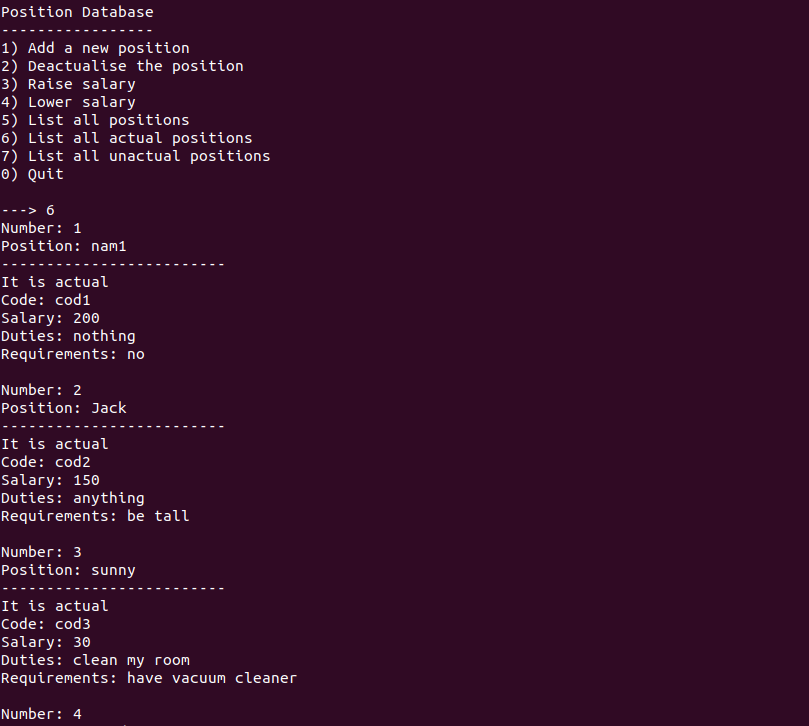 Position Database
-----------------
1) Add a new position
2) Deactualise the position
3) Raise salary
4) Lower salary
5) List all positions
6) List all actual positions
7) List all unactual positions
0) Quit
---> 6
Number: 1
Position: nam1
-------------------------
It is actual
Code: cod1
Salary: 200
Duties: nothing
Requirements: no
Number: 2
Position: Jack
-------------------------
It is actual
Code: cod2
Salary: 150
Duties: anything
Requirements: be tall
Number: 3
Position: sunny
-------------------------
It is actual
Code: cod3
Salary: 30
Duties: clean my room
Requirements: have vacuum cleaner
Number: 4